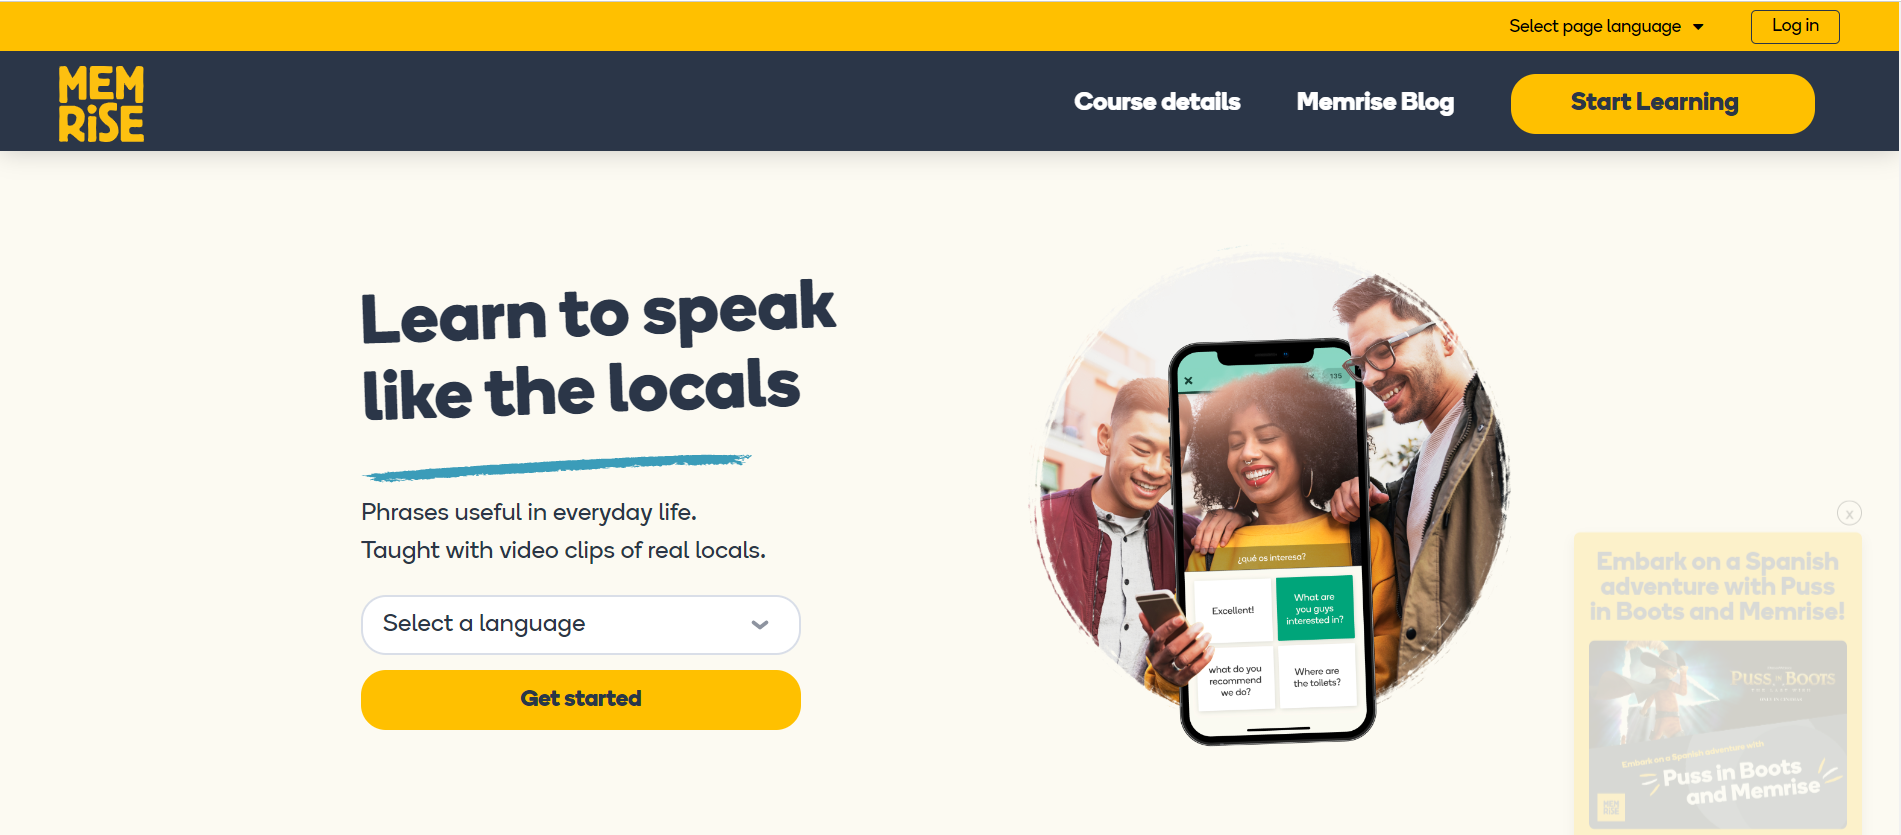 Select page language
Log in
MEM
RiSE
Course details
Memrise Blog
Start Learning
Learn to speak
like the locals
Phrases useful in everyday life.
Taught with video clips of real locals.
Select a language
Get started
135
¿qué os interesa?
Excellent!
What are
you guys
interested in?
what do you
recommend
we do?
Where are
the toilets?
x
Embark on a Spanish
adventure with Puss
in Boots and Memrise!
Puss in Boots
Embark on a Spanish adventure with
Puss in Boots
and Memrise
MEM
RiSE